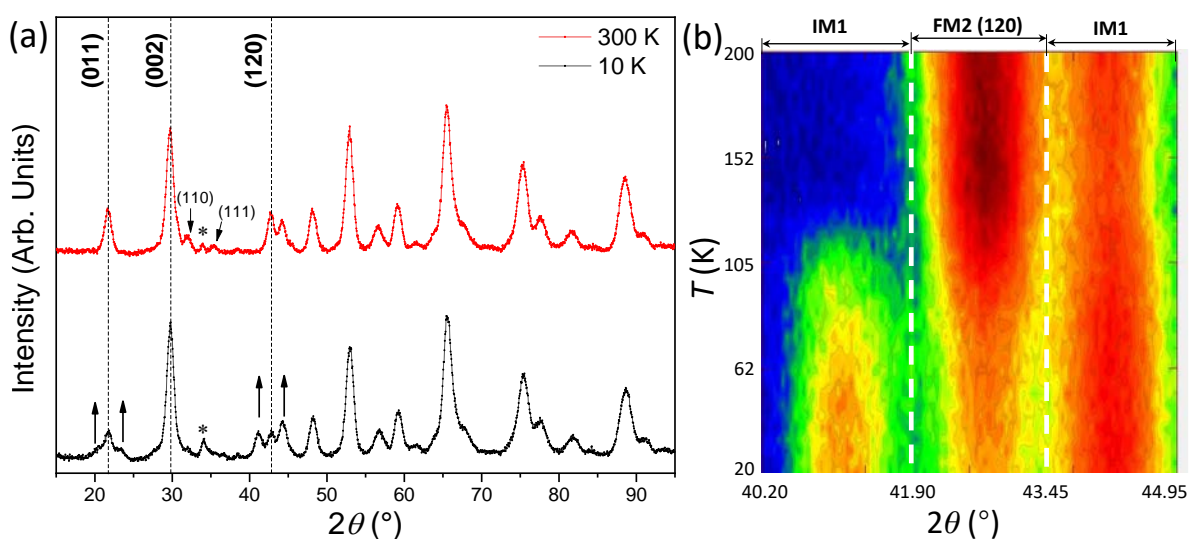 (a)
(011)
(002)
(120)
300 K
10 K
(110)
*
(111)
*
Intensity (Arb. Units)
20 30 40 50 60 70 80 90
2θ (°)
(b)
IM1 FM2 (120) IM1
200
152
105
62
20
T (K)
40.20 41.90 43.45 44.95
2θ (°)